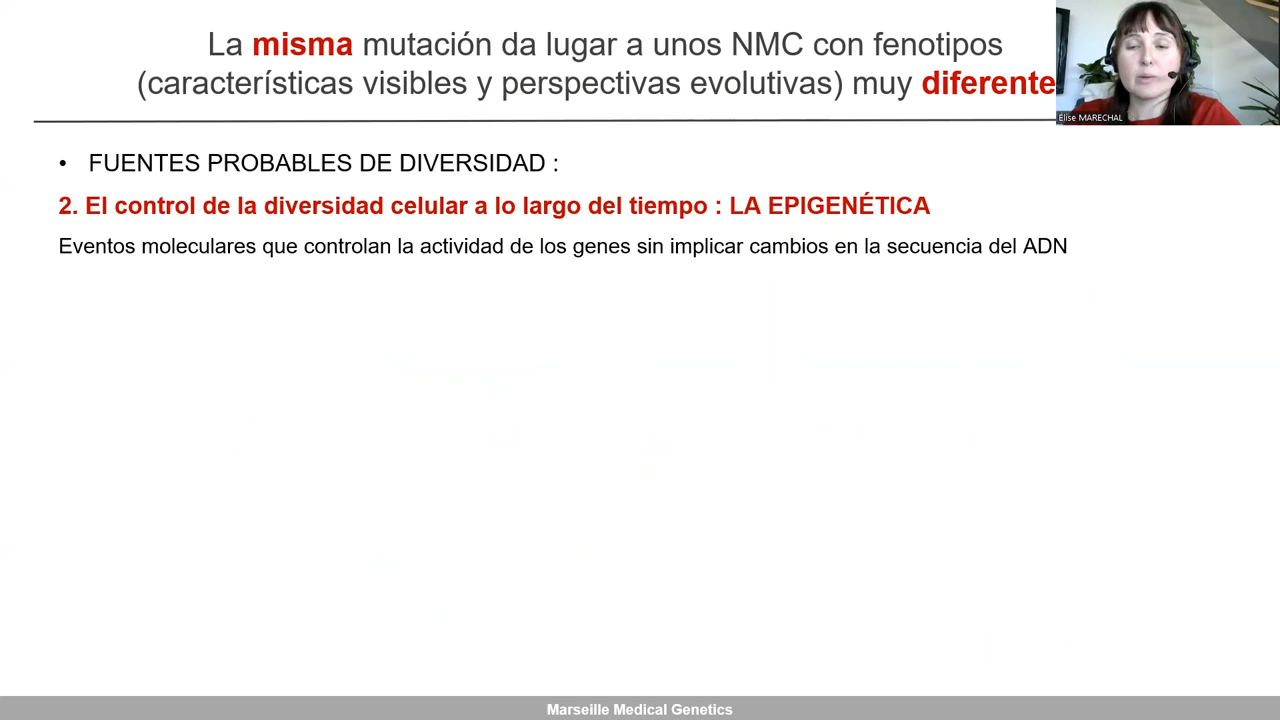 La misma mutación da lugar a unos NMC con fenotipos
(características visibles y perspectivas evolutivas) muy diferente
Élise MARECHAL
• FUENTES PROBABLES DE DIVERSIDAD :
2. El control de la diversidad celular a lo largo del tiempo : LA EPIGENÉTICA
Eventos moleculares que controlan la actividad de los genes sin implicar cambios en la secuencia del ADN
Marseille Medical Genetics